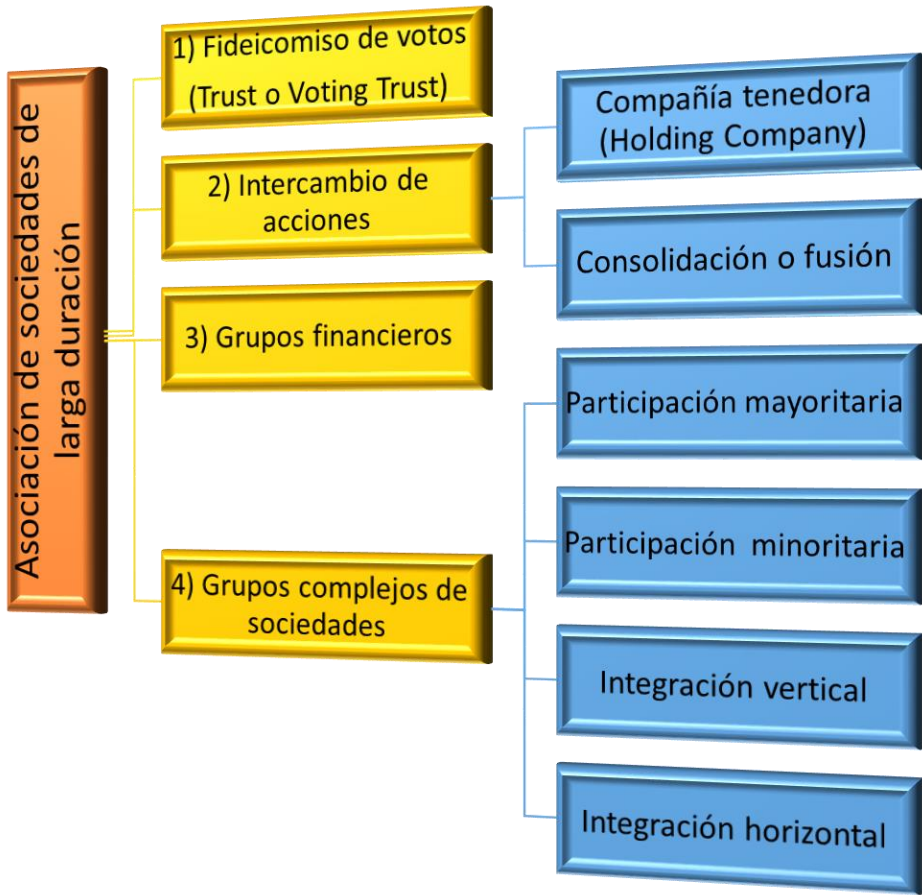 Asociación de sociedades de
larga duración
1) Fideicomiso de votos
(Trust o Voting Trust)
2) Intercambio de
acciones
Compañía tenedora
(Holding Company)
Consolidación o fusión
3) Grupos financieros
4) Grupos complejos de
sociedades
Participación mayoritaria
Participación minoritaria
Integración vertical
Integración horizontal